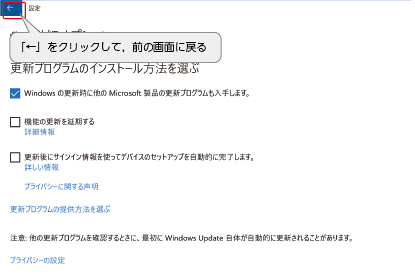 ← 設定
「←」をクリックして，前の画面に戻る
更新プログラムのインストール方法を選ぶ
Windows の更新時に他の Microsoft 製品の更新プログラムも入手します。
機能の更新を延期する
詳細情報
更新後にサインイン情報を使ってデバイスのセットアップを自動的に完了します。
詳しい情報
プライバシーに関する声明
更新プログラムの提供方法を選ぶ
注意: 他の更新プログラムを確認するときに、最初に Windows Update 自体が自動的に更新されることがあります。
プライバシーの設定